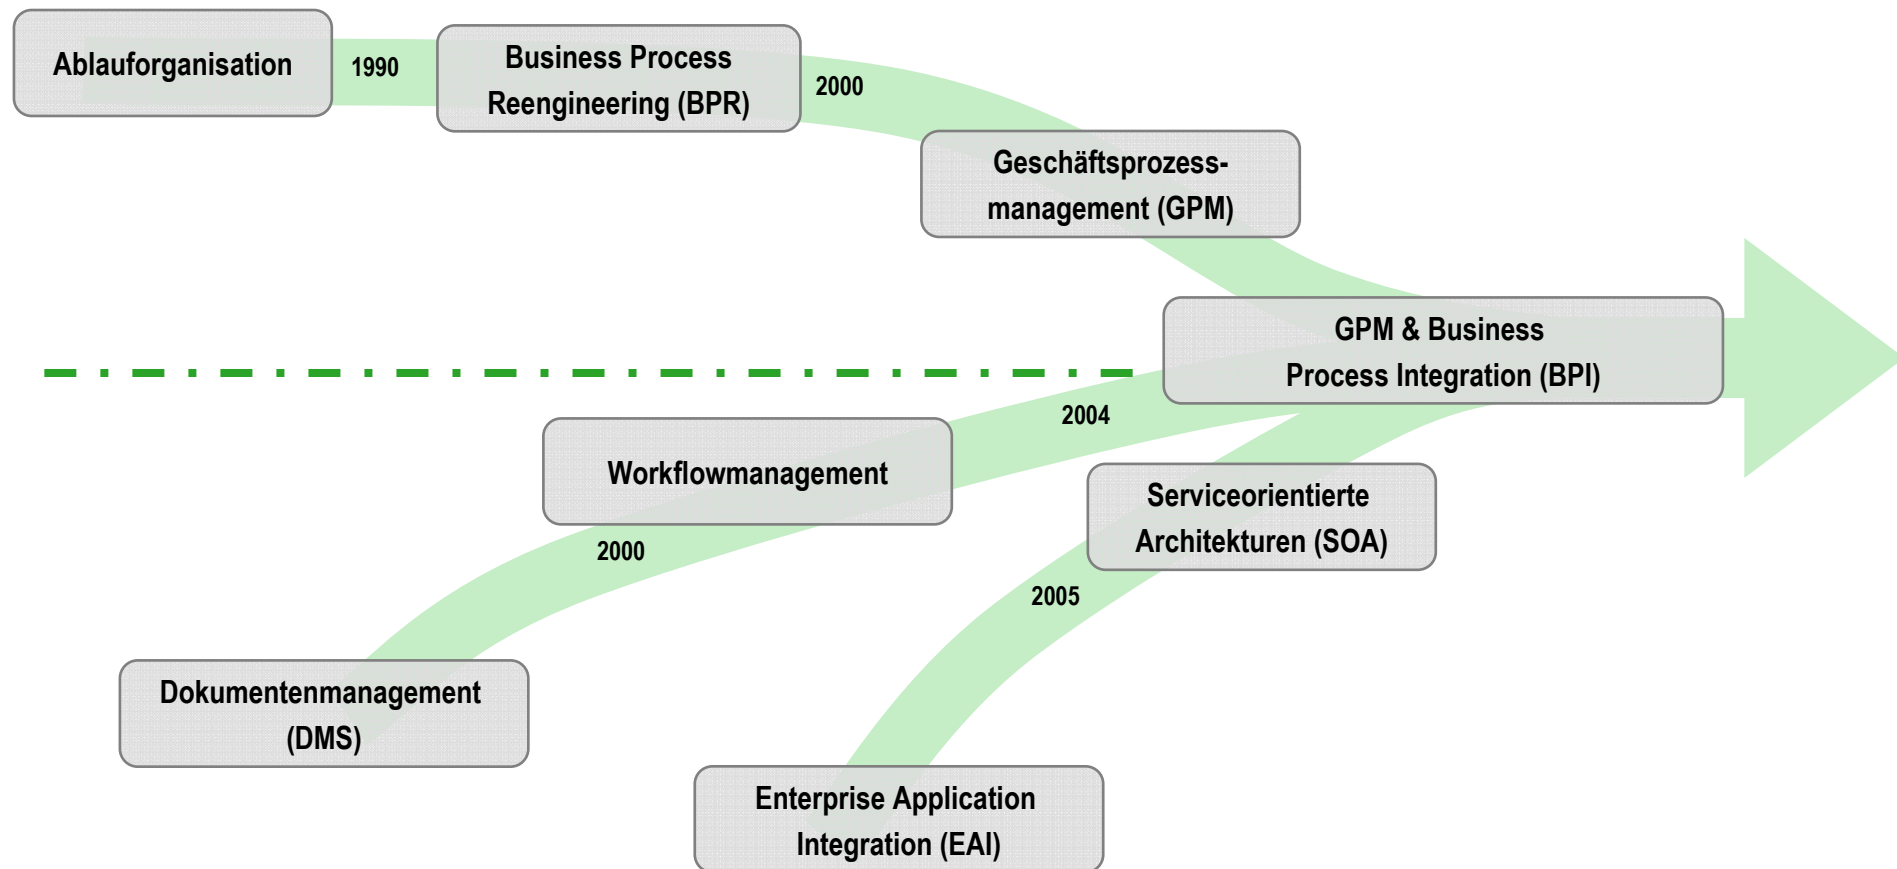 Ablauforganisation
1990
Business Process
Reengineering (BPR)
2000
Geschäftsprozess-
management (GPM)
GPM & Business
Process Integration (BPI)
2004
Workflowmanagement
2000
Serviceorientierte
Architekturen (SOA)
2005
Dokumentenmanagement
(DMS)
Enterprise Application
Integration (EAI)